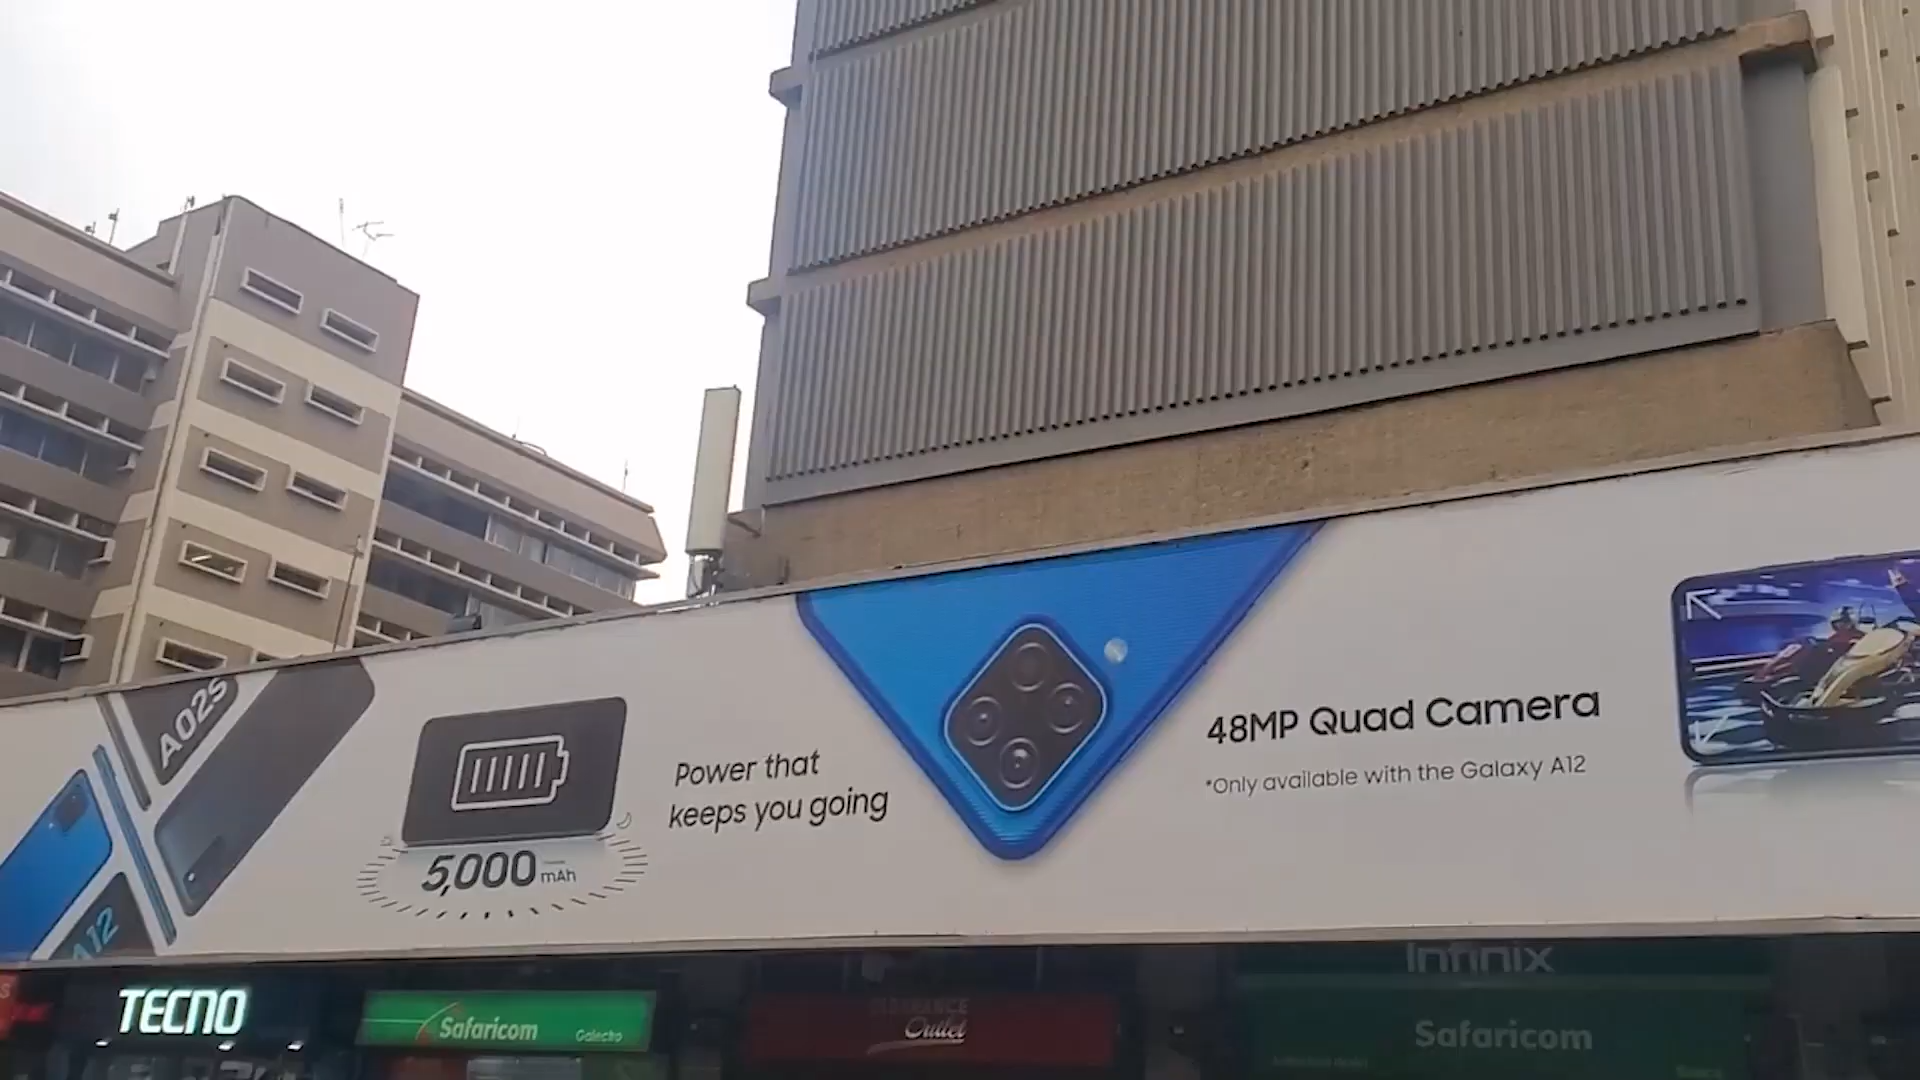 A02s
A12
5,000 mAh
Power that
keeps you going
48MP Quad Camera
*Only available with the Galaxy A12
TECNO
Safaricom
Outlet
Infinix
Safaricom